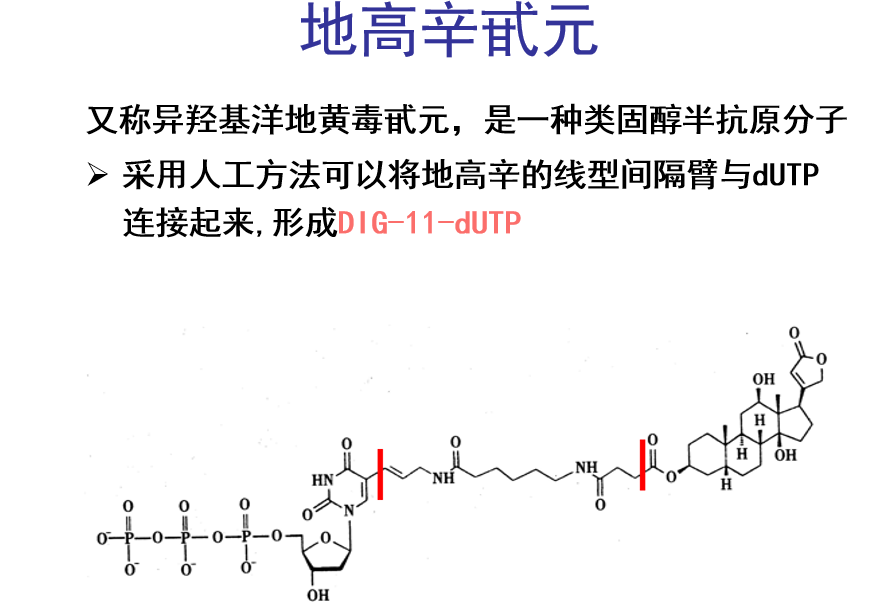 地高辛甙元
又称异羟基洋地黄毒甙元，是一种类固醇半抗原分子
➢ 采用人工方法可以将地高辛的线型间隔臂与dUTP
连接起来,形成DIG-11-dUTP
O
O
OH
H
H
OH
H
O
O
O
NH
O
NH
O
O
HN
O
N
O O O
O⁻ P O P O P O
O⁻ O⁻ O⁻
O
OH